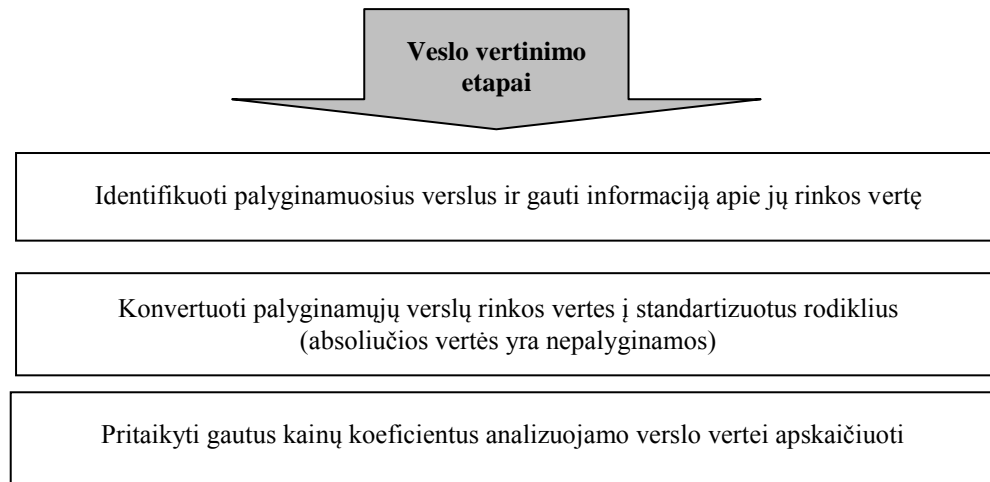 Veslo vertinimo
etapai
Identifikuoti palyginamuosius verslus ir gauti informaciją apie jų rinkos vertę
Konvertuoti palyginamųjų verslų rinkos vertes į standartizuotus rodiklius
(absoliučios vertės yra nepalyginamos)
Pritaikyti gautus kainų koeficientus analizuojamo verslo vertei apskaičiuoti